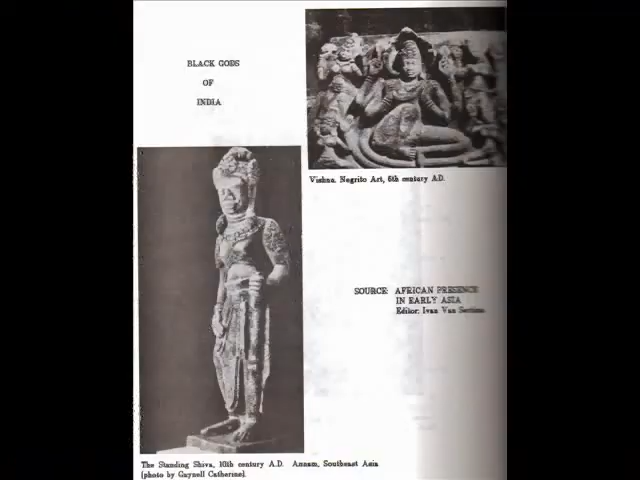 BLACK GODS
OF
INDIA
Vishnu. Negrito Art, 6th century A.D.
SOURCE: AFRICAN PRESENCE
IN EARLY ASIA
Editor: Ivan Van Sertima
The Standing Shiva, 10th century A.D. Annam, Southeast Asia
(photo by Gaynell Catherine).